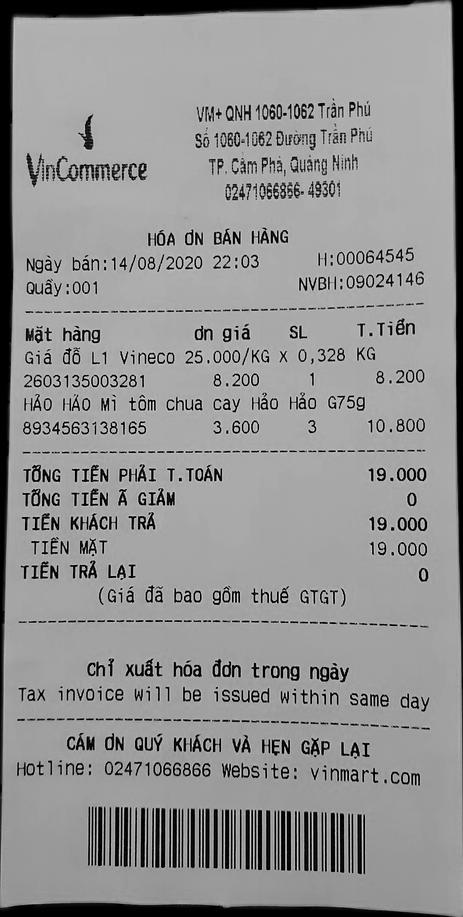 VinCommerce
VM+ QNH 1060-1062 Trần Phú
Số 1060-1062 Đường Trần Phú
TP. Cẩm Phả, Quảng Ninh
02471066866- 49301
HÓA ƠN BÁN HÀNG
Ngày bán:14/08/2020 22:03 H:00064545
Quầy:001 NVBH:09024146
Mặt hàng ơn giá SL T.Tiền
Giá đỗ L1 Vineco 25.000/KG X 0,328 KG
2603135003281 8.200 1 8.200
HẢO HẢO Mì tôm chua cay Hảo Hảo G75g
8934563138165 3.600 3 10.800
TỔNG TIỀN PHẢI T.TOÁN 19.000
TỔNG TIỀN Ã GIẢM 0
TIỀN KHÁCH TRẢ 19.000
TIỀN MẶT 19.000
TIỀN TRẢ LẠI 0
(Giá đã bao gồm thuế GTGT)
Chỉ xuất hóa đơn trong ngày
Tax invoice will be issued within same day
CẢM ƠN QUÝ KHÁCH VÀ HẸN GẶP LẠI
Hotline: 02471066866 Website: vinmart.com